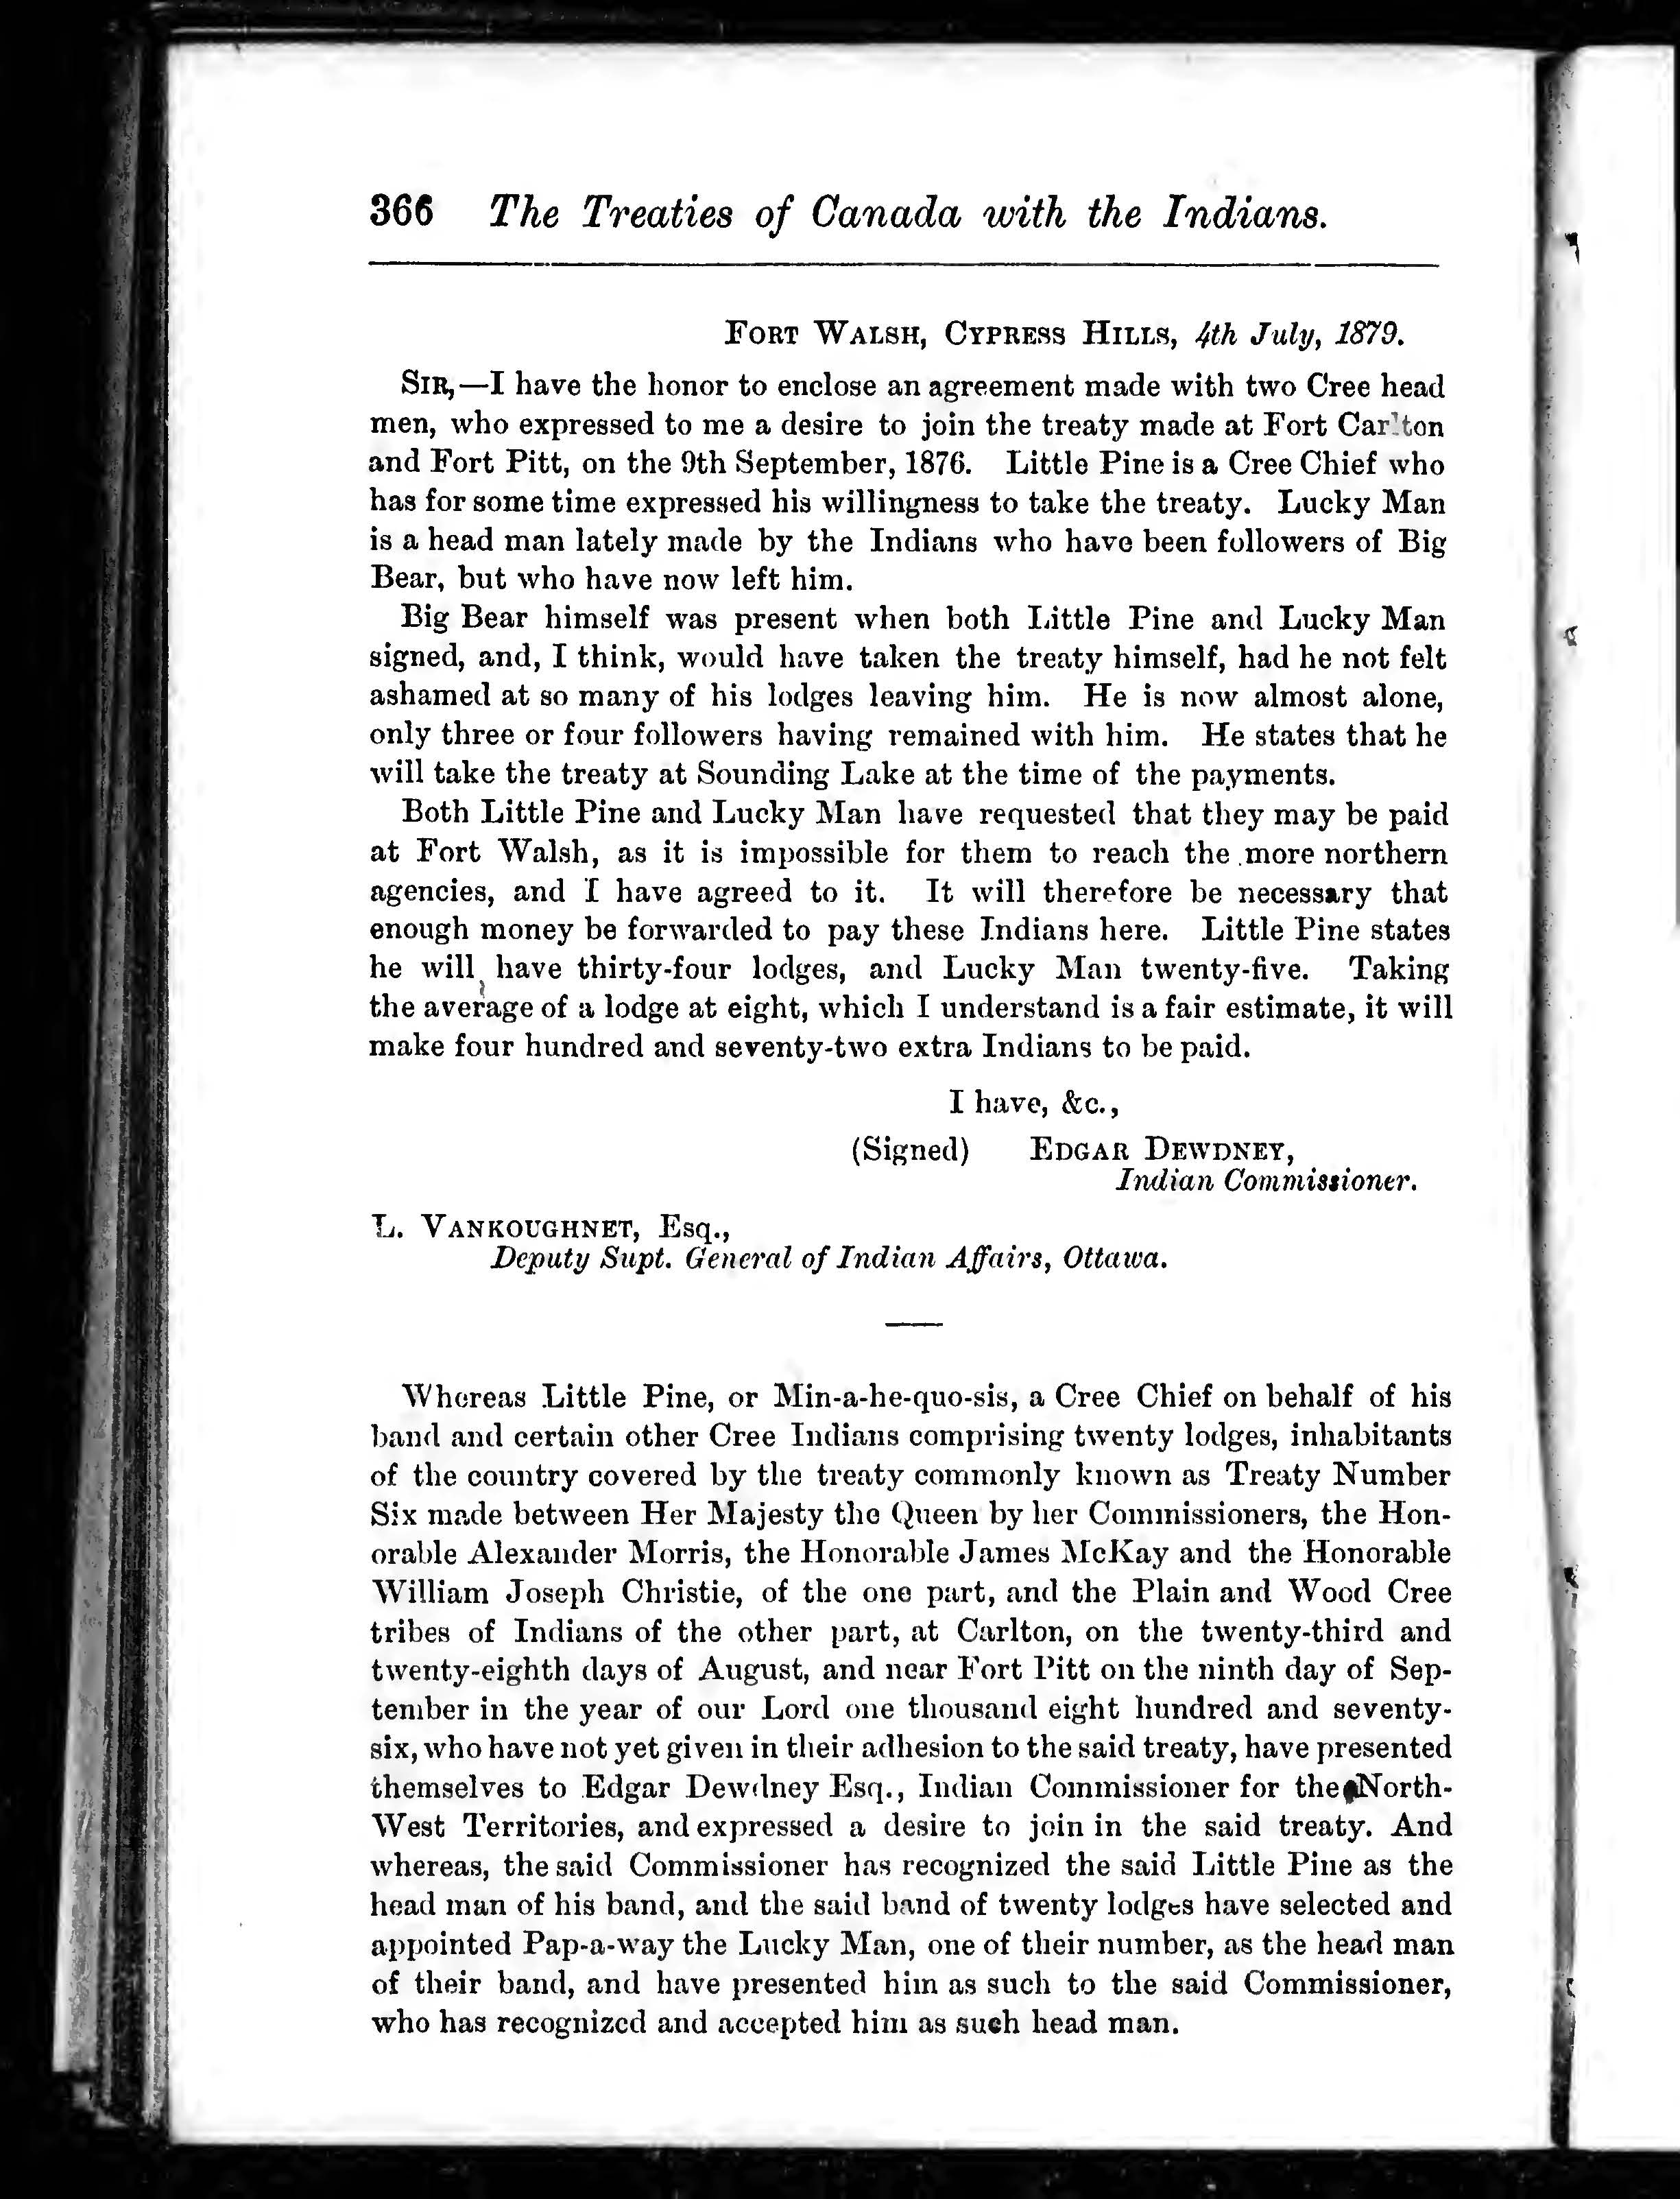 366 The Treaties of Canada with the Indians.
FORT WALSH, CYPRESS HILLS, 4th July, 1879.
SIR,—I have the honor to enclose an agreement made with two Cree head
men, who expressed to me a desire to join the treaty made at Fort Carlton
and Fort Pitt, on the 9th September, 1876. Little Pine is a Cree Chief who
has for some time expressed his willingness to take the treaty. Lucky Man
is a head man lately made by the Indians who have been followers of Big
Bear, but who have now left him.
Big Bear himself was present when both Little Pine and Lucky Man
signed, and, I think, would have taken the treaty himself, had he not felt
ashamed at so many of his lodges leaving him. He is now almost alone,
only three or four followers having remained with him. He states that he
will take the treaty at Sounding Lake at the time of the payments.
Both Little Pine and Lucky Man have requested that they may be paid
at Fort Walsh, as it is impossible for them to reach the more northern
agencies, and I have agreed to it. It will therefore be necessary that
enough money be forwarded to pay these Indians here. Little Pine states
he will have thirty-four lodges, and Lucky Man twenty-five. Taking
the average of a lodge at eight, which I understand is a fair estimate, it will
make four hundred and seventy-two extra Indians to be paid.
I have, &c.,
(Signed) EDGAR DEWDNEY,
Indian Commissioner.
L. VANKOUGHNET, Esq.,
Deputy Supt. General of Indian Affairs, Ottawa.
Whereas Little Pine, or Min-a-he-quo-sis, a Cree Chief on behalf of his
band and certain other Cree Indians comprising twenty lodges, inhabitants
of the country covered by the treaty commonly known as Treaty Number
Six made between Her Majesty the Queen by her Commissioners, the Hon-
orable Alexander Morris, the Honorable James McKay and the Honorable
William Joseph Christie, of the one part, and the Plain and Wood Cree
tribes of Indians of the other part, at Carlton, on the twenty-third and
twenty-eighth days of August, and near Fort Pitt on the ninth day of Sep-
tember in the year of our Lord one thousand eight hundred and seventy-
six, who have not yet given in their adhesion to the said treaty, have presented
themselves to Edgar Dewdney Esq., Indian Commissioner for the North-
West Territories, and expressed a desire to join in the said treaty. And
whereas, the said Commissioner has recognized the said Little Pine as the
head man of his band, and the said band of twenty lodges have selected and
appointed Pap-a-way the Lucky Man, one of their number, as the head man
of their band, and have presented him as such to the said Commissioner,
who has recognized and accepted him as such head man.